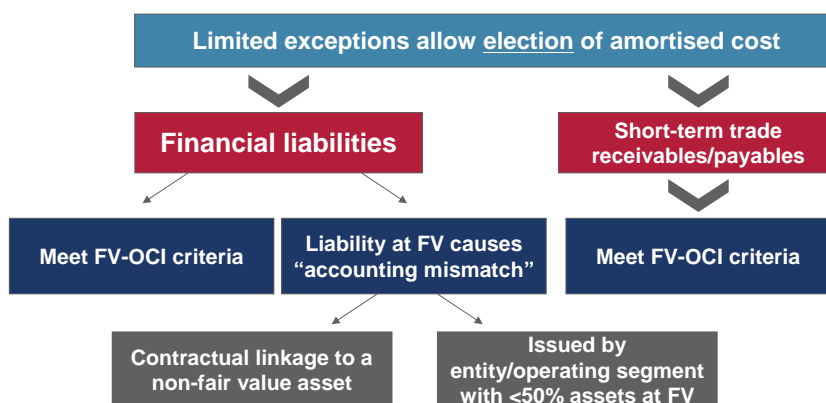 Limited exceptions allow election of amortised cost
Financial liabilities
Short-term trade
receivables/payables
Meet FV-OCI criteria
Liability at FV causes
“accounting mismatch”
Meet FV-OCI criteria
Contractual linkage to a
non-fair value asset
Issued by
entity/operating segment
with <50% assets at FV